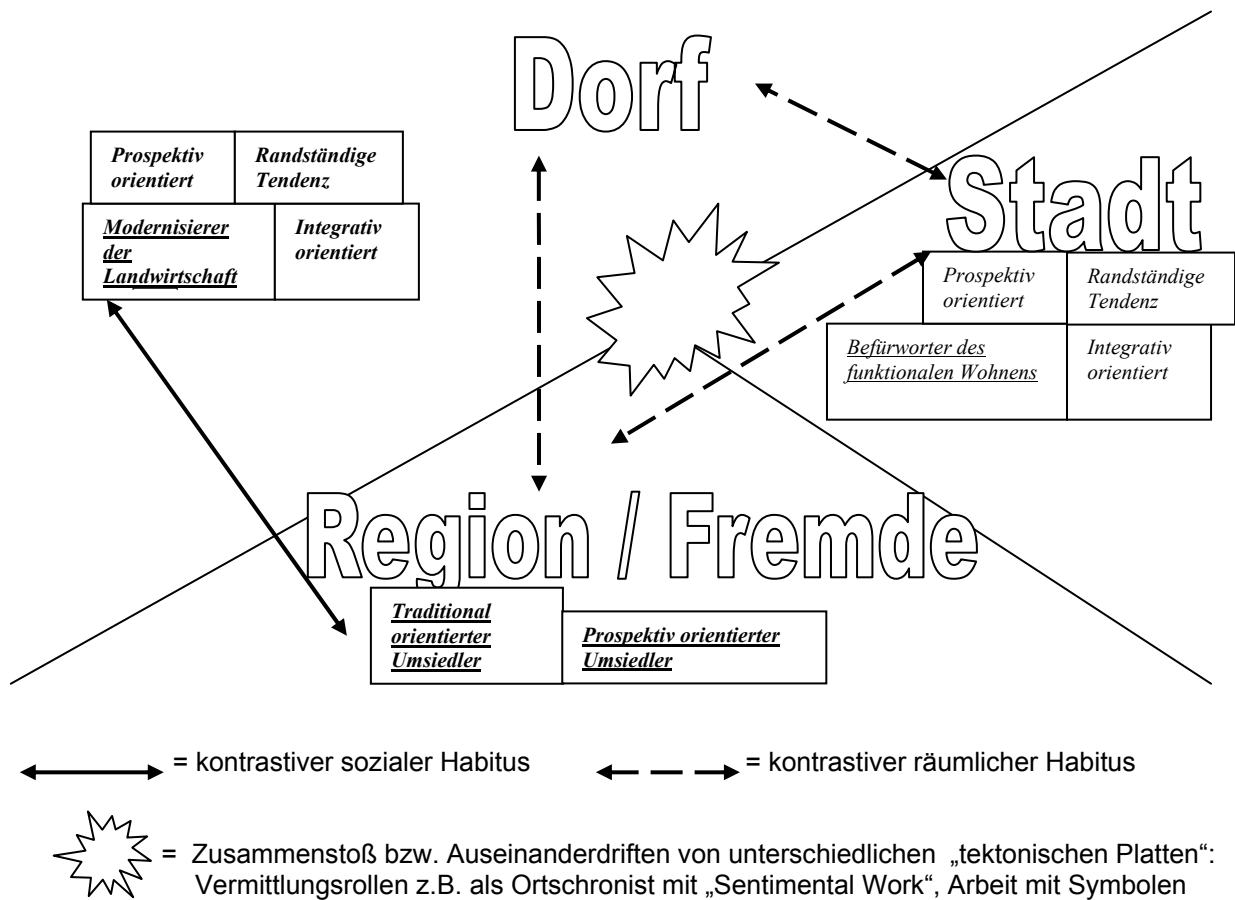 Dorf
Prospektiv
orientiert
Randständige
Tendenz
Modernisierer
der
Landwirtschaft
Integrativ
orientiert
Stadt
Prospektiv
orientiert
Randständige
Tendenz
Befürworter des
funktionalen Wohnens
Integrativ
orientiert
Region / Fremde
Traditional
orientierter
Umsiedler
Prospektiv orientierter
Umsiedler
= kontrastiver sozialer Habitus
= kontrastiver räumlicher Habitus
= Zusammenstoß bzw. Auseinanderdriften von unterschiedlichen „tektonischen Platten“:
Vermittlungsrollen z.B. als Ortschronist mit „Sentimental Work“, Arbeit mit Symbolen